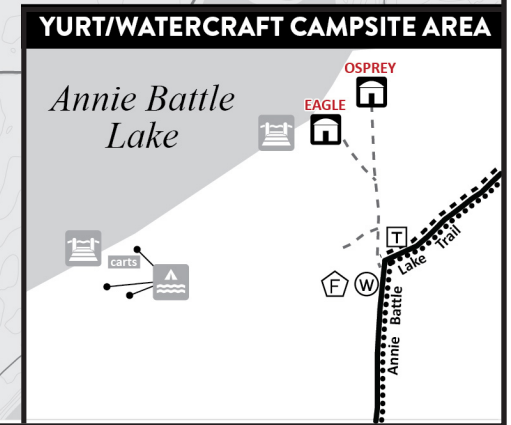 YURT/WATERCRAFT CAMPSITE AREA
OSPREY
EAGLE
Annie Battle
Lake
T
Annie Battle Lake Trail
carts
F
W